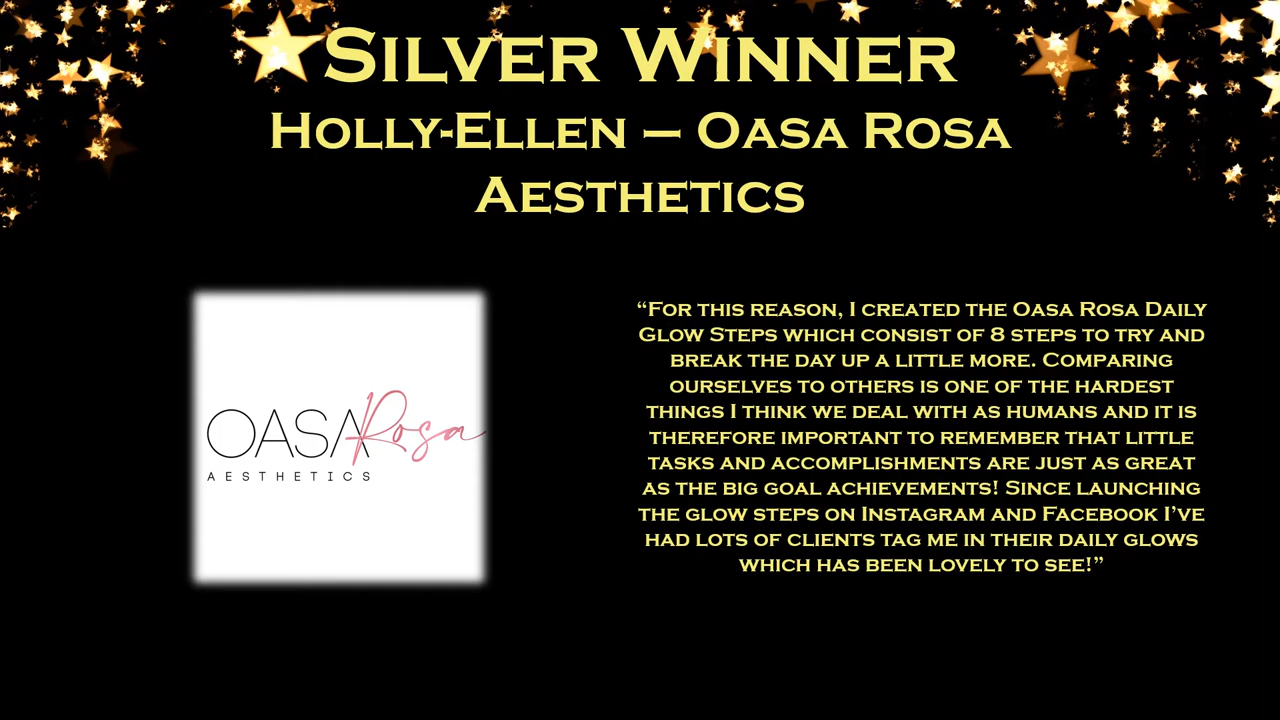 Silver Winner
Holly-Ellen – Oasa Rosa
Aesthetics
OASA Rosa
AESTHETICS
“For this reason, I created the Oasa Rosa Daily
Glow Steps which consist of 8 steps to try and
break the day up a little more. Comparing
ourselves to others is one of the hardest
things I think we deal with as humans and it is
therefore important to remember that little
tasks and accomplishments are just as great
as the big goal achievements! Since launching
the glow steps on Instagram and Facebook I’ve
had lots of clients tag me in their daily glows
which has been lovely to see!”